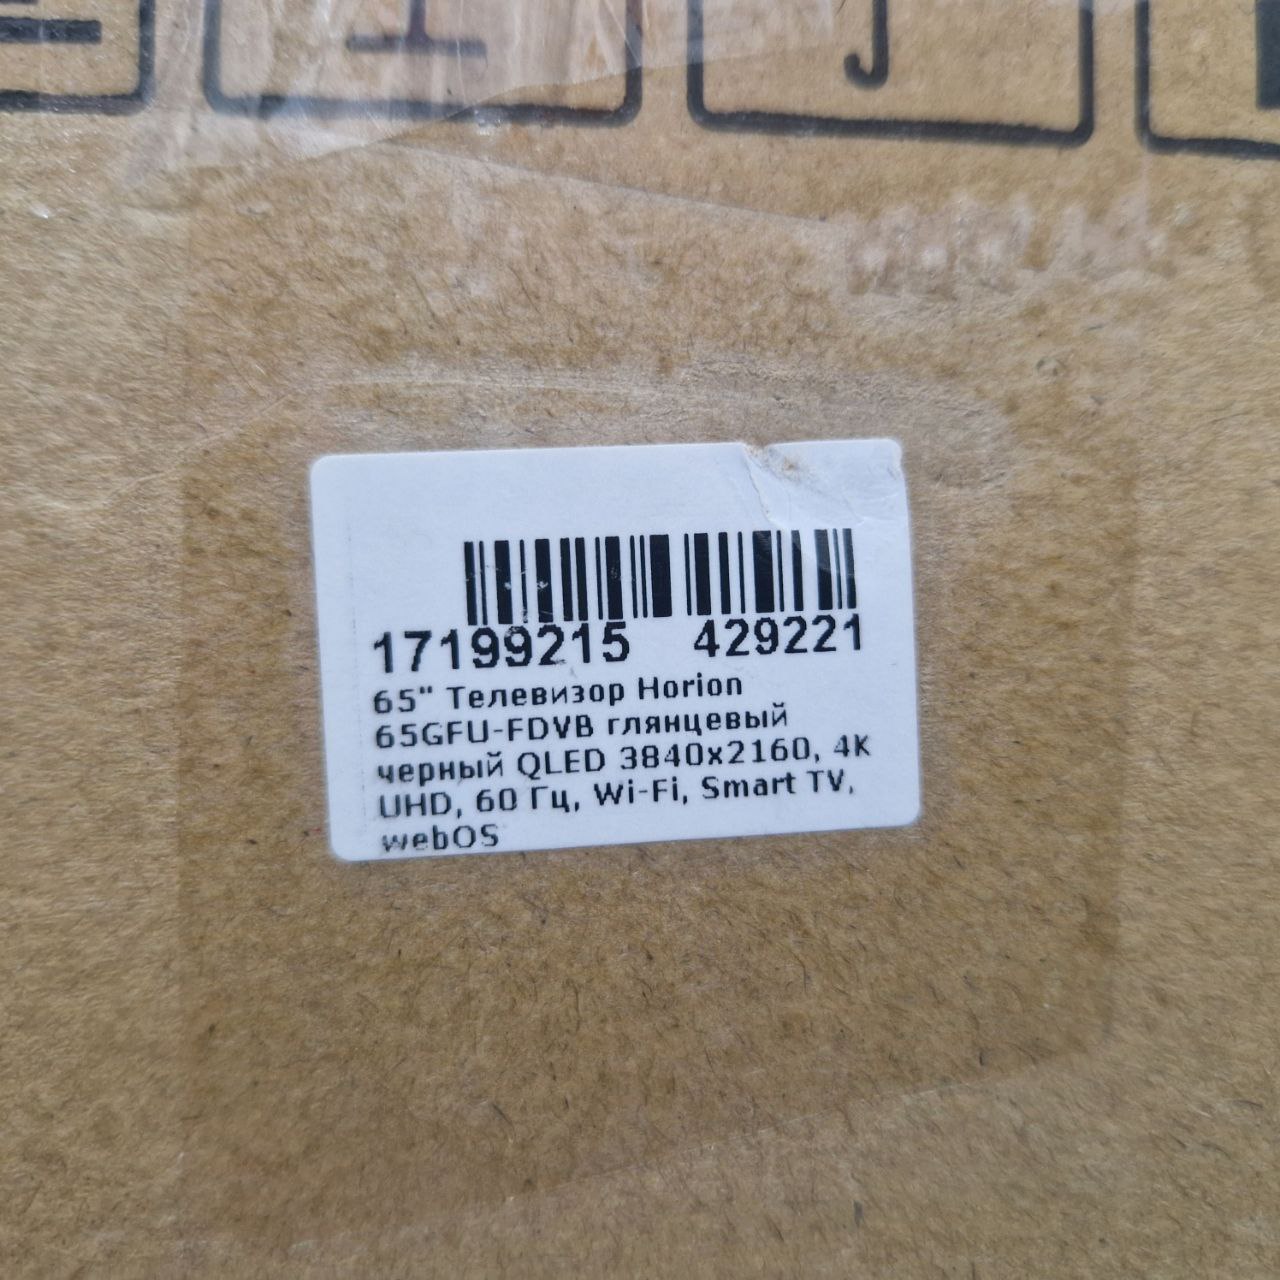 17199215 429221
65" Телевизор Horion
65GFU-FDVB глянцевый
черный QLED 3840x2160, 4K
UHD, 60 Гц, Wi-Fi, Smart TV,
webOS